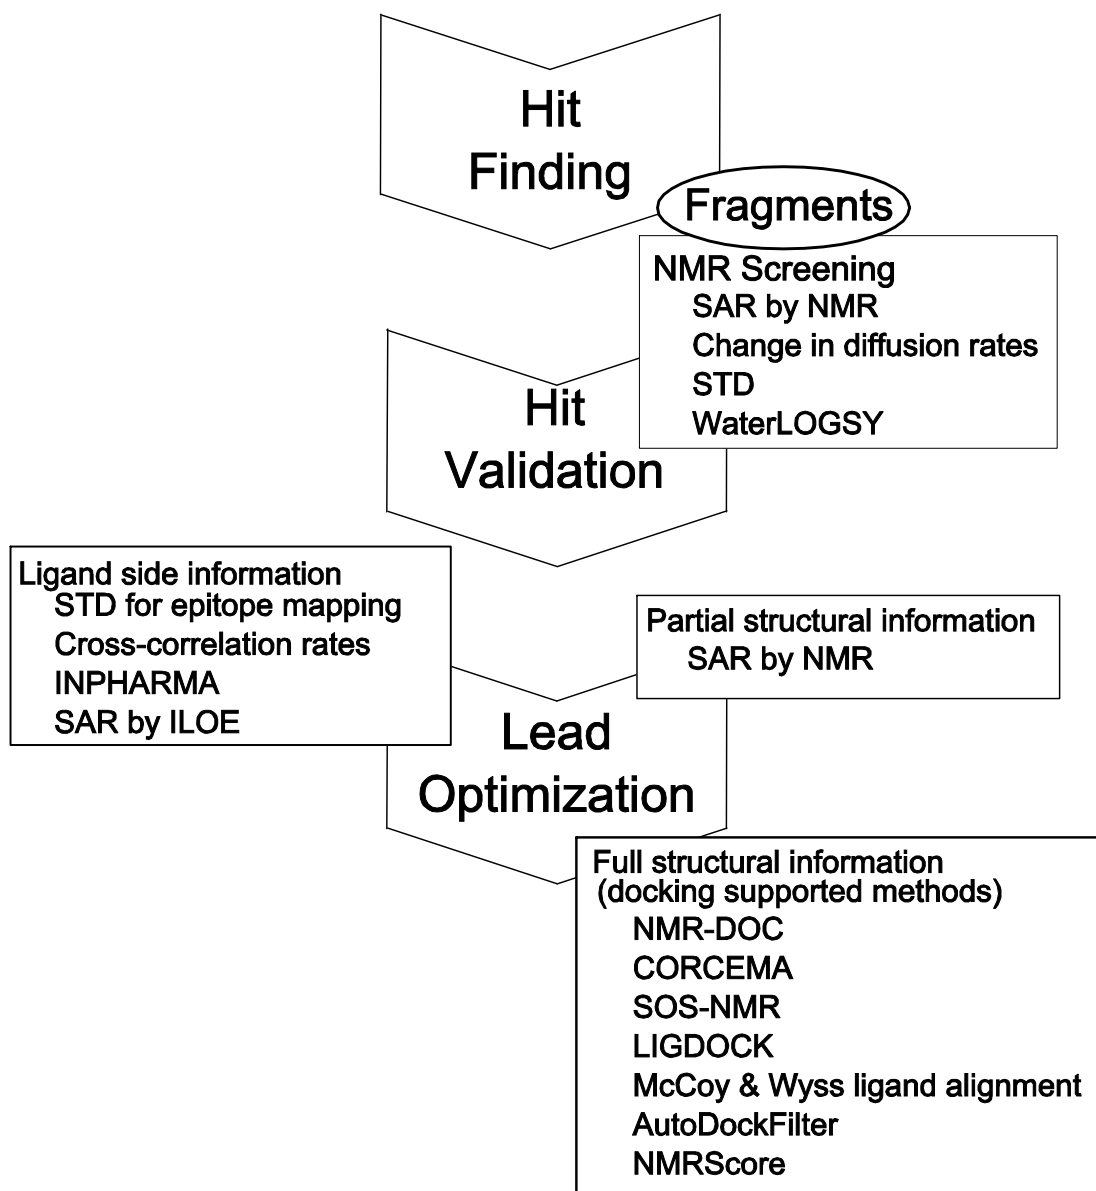 Hit
Finding
Fragments
NMR Screening
SAR by NMR
Change in diffusion rates
STD
WaterLOGSY
Hit
Validation
Ligand side information
STD for epitope mapping
Cross-correlation rates
INPHARMA
SAR by ILOE
Partial structural information
SAR by NMR
Lead
Optimization
Full structural information
(docking supported methods)
NMR-DOC
CORCEMA
SOS-NMR
LIGDOCK
McCoy & Wyss ligand alignment
AutoDockFilter
NMRScore